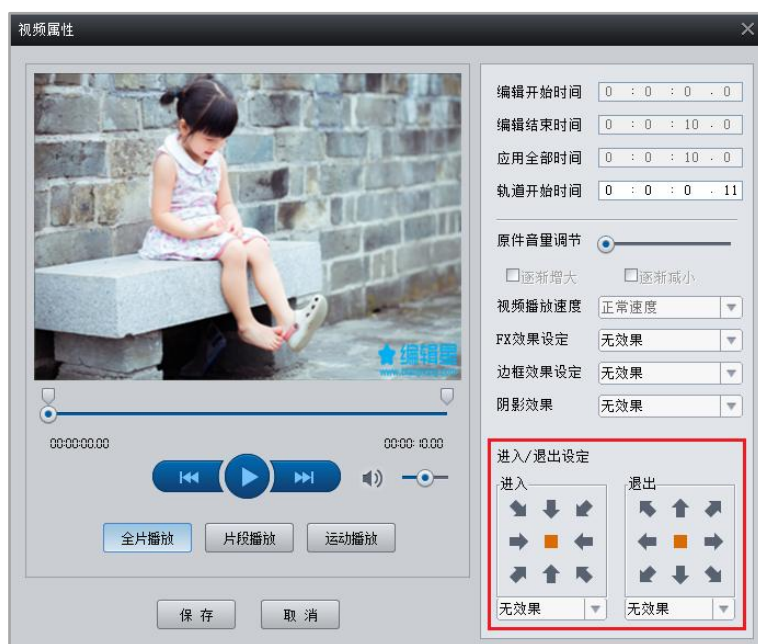 视频属性
编辑星
编辑开始时间 0 : 0 : 0 . 0
编辑结束时间 0 : 0 : 10 . 0
应用全部时间 0 : 0 : 10 . 0
轨道开始时间 0 : 0 : 0 . 11
原件音量调节
逐渐增大 逐渐减小
视频播放速度 正常速度
FX效果设定 无效果
边框效果设定 无效果
阴影效果 无效果
00:00:00.00 00:00:10.00
全片播放 片段播放 运动播放
保存 取消
进入/退出设定
进入 退出
无效果 无效果